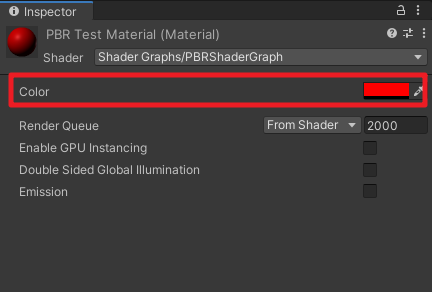 Inspector
PBR Test Material (Material)
Shader Shader Graphs/PBRShaderGraph
Color
Render Queue From Shader 2000
Enable GPU Instancing
Double Sided Global Illumination
Emission